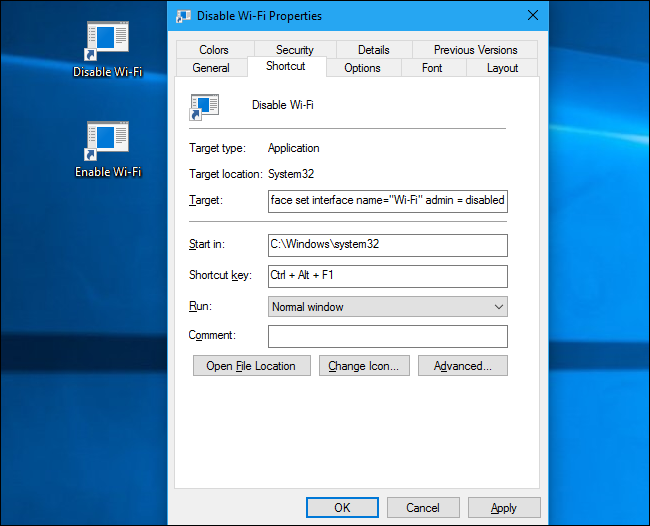 Disable Wi-Fi
Enable Wi-Fi
Disable Wi-Fi Properties
Colors Security Details Previous Versions
General Shortcut Options Font Layout
Disable Wi-Fi
Target type: Application
Target location: System32
Target: face set interface name="Wi-Fi" admin = disabled
Start in: C:\Windows\system32
Shortcut key: Ctrl + Alt + F1
Run: Normal window
Comment:
Open File Location Change Icon... Advanced...
OK Cancel Apply